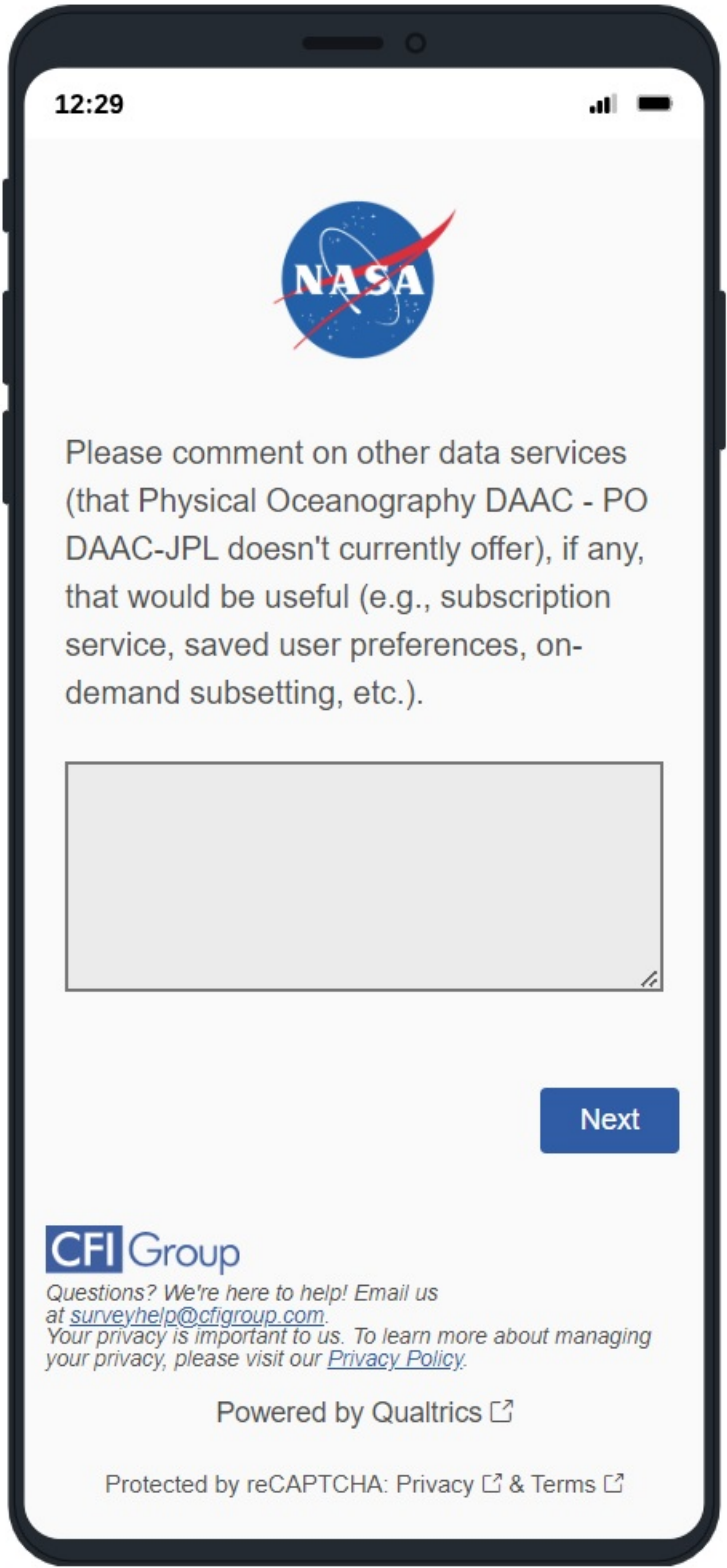 12:29
NASA
Please comment on other data services
(that Physical Oceanography DAAC - PO
DAAC-JPL doesn't currently offer), if any,
that would be useful (e.g., subscription
service, saved user preferences, on-
demand subsetting, etc.).
Next
CFI Group
Questions? We're here to help! Email us
at surveyhelp@cfigroup.com.
Your privacy is important to us. To learn more about managing
your privacy, please visit our Privacy Policy.
Powered by Qualtrics
Protected by reCAPTCHA: Privacy & Terms